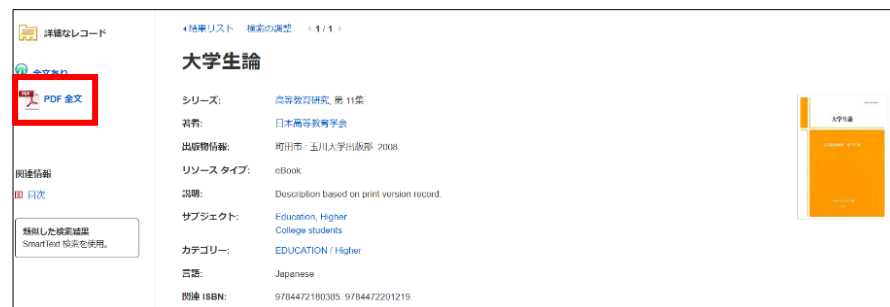 詳細なレコード
全文あり
PDF 全文
関連情報
目次
類似した検索結果
SmartText 検索を使用。
結果リスト 検索の調整 1 / 1
大学生論
シリーズ: 高等教育研究, 第 11集
著者: 日本高等教育学会
出版物情報: 町田市 : 玉川大学出版部. 2008
リソース タイプ: eBook.
説明: Description based on print version record.
サブジェクト: Education, Higher
College students
カテゴリー: EDUCATION / Higher
言語: Japanese
関連 ISBN: 9784472180385. 9784472201219.
大学生論